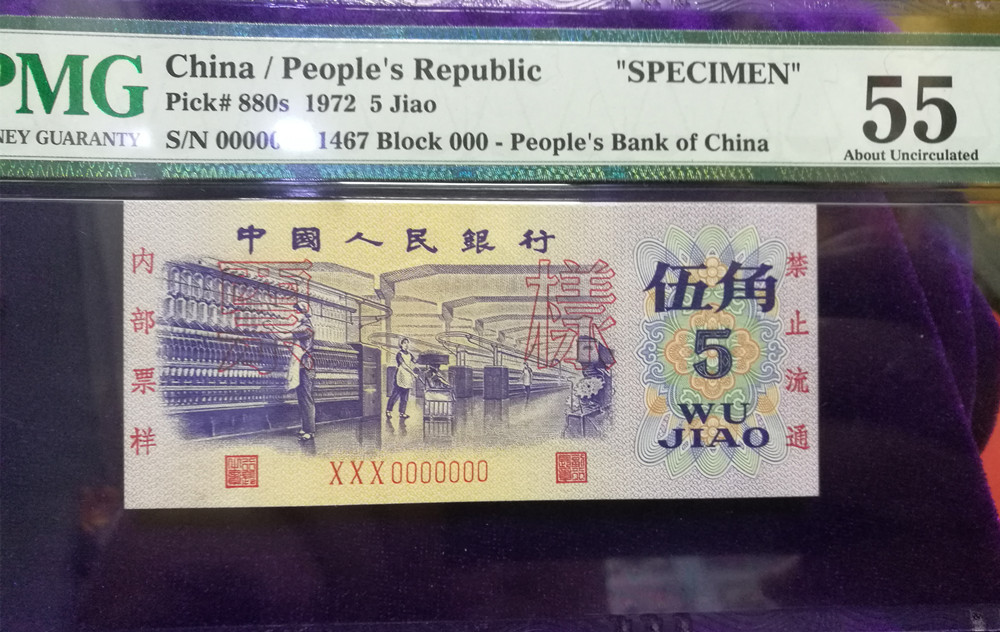 PMG
China / People's Republic
"SPECIMEN"
55
Pick# 880s 1972 5 Jiao
NEY GUARANTY
S/N 00000 1467 Block 000 - People's Bank of China
About Uncirculated
中國人民銀行
内部票样
票樣
禁止流通
伍角
5
WU
JIAO
XXX0000000